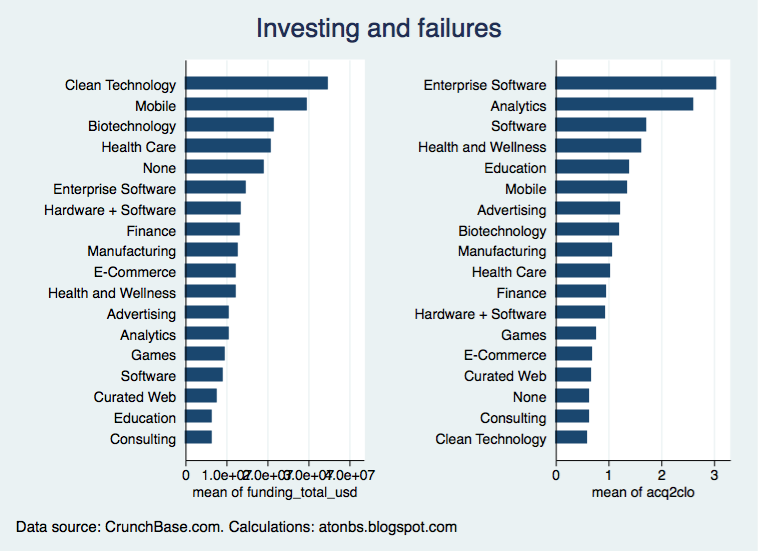 Investing and failures
Clean Technology
Mobile
Biotechnology
Health Care
None
Enterprise Software
Hardware + Software
Finance
Manufacturing
E-Commerce
Health and Wellness
Advertising
Analytics
Games
Software
Curated Web
Education
Consulting
0 1.0e+07 2.0e+07 3.0e+07 4.0e+07
mean of funding_total_usd
Enterprise Software
Analytics
Software
Health and Wellness
Education
Mobile
Advertising
Biotechnology
Manufacturing
Health Care
Finance
Hardware + Software
Games
E-Commerce
Curated Web
None
Consulting
Clean Technology
0 1 2 3
mean of acq2clo
Data source: CrunchBase.com. Calculations: atonbs.blogspot.com